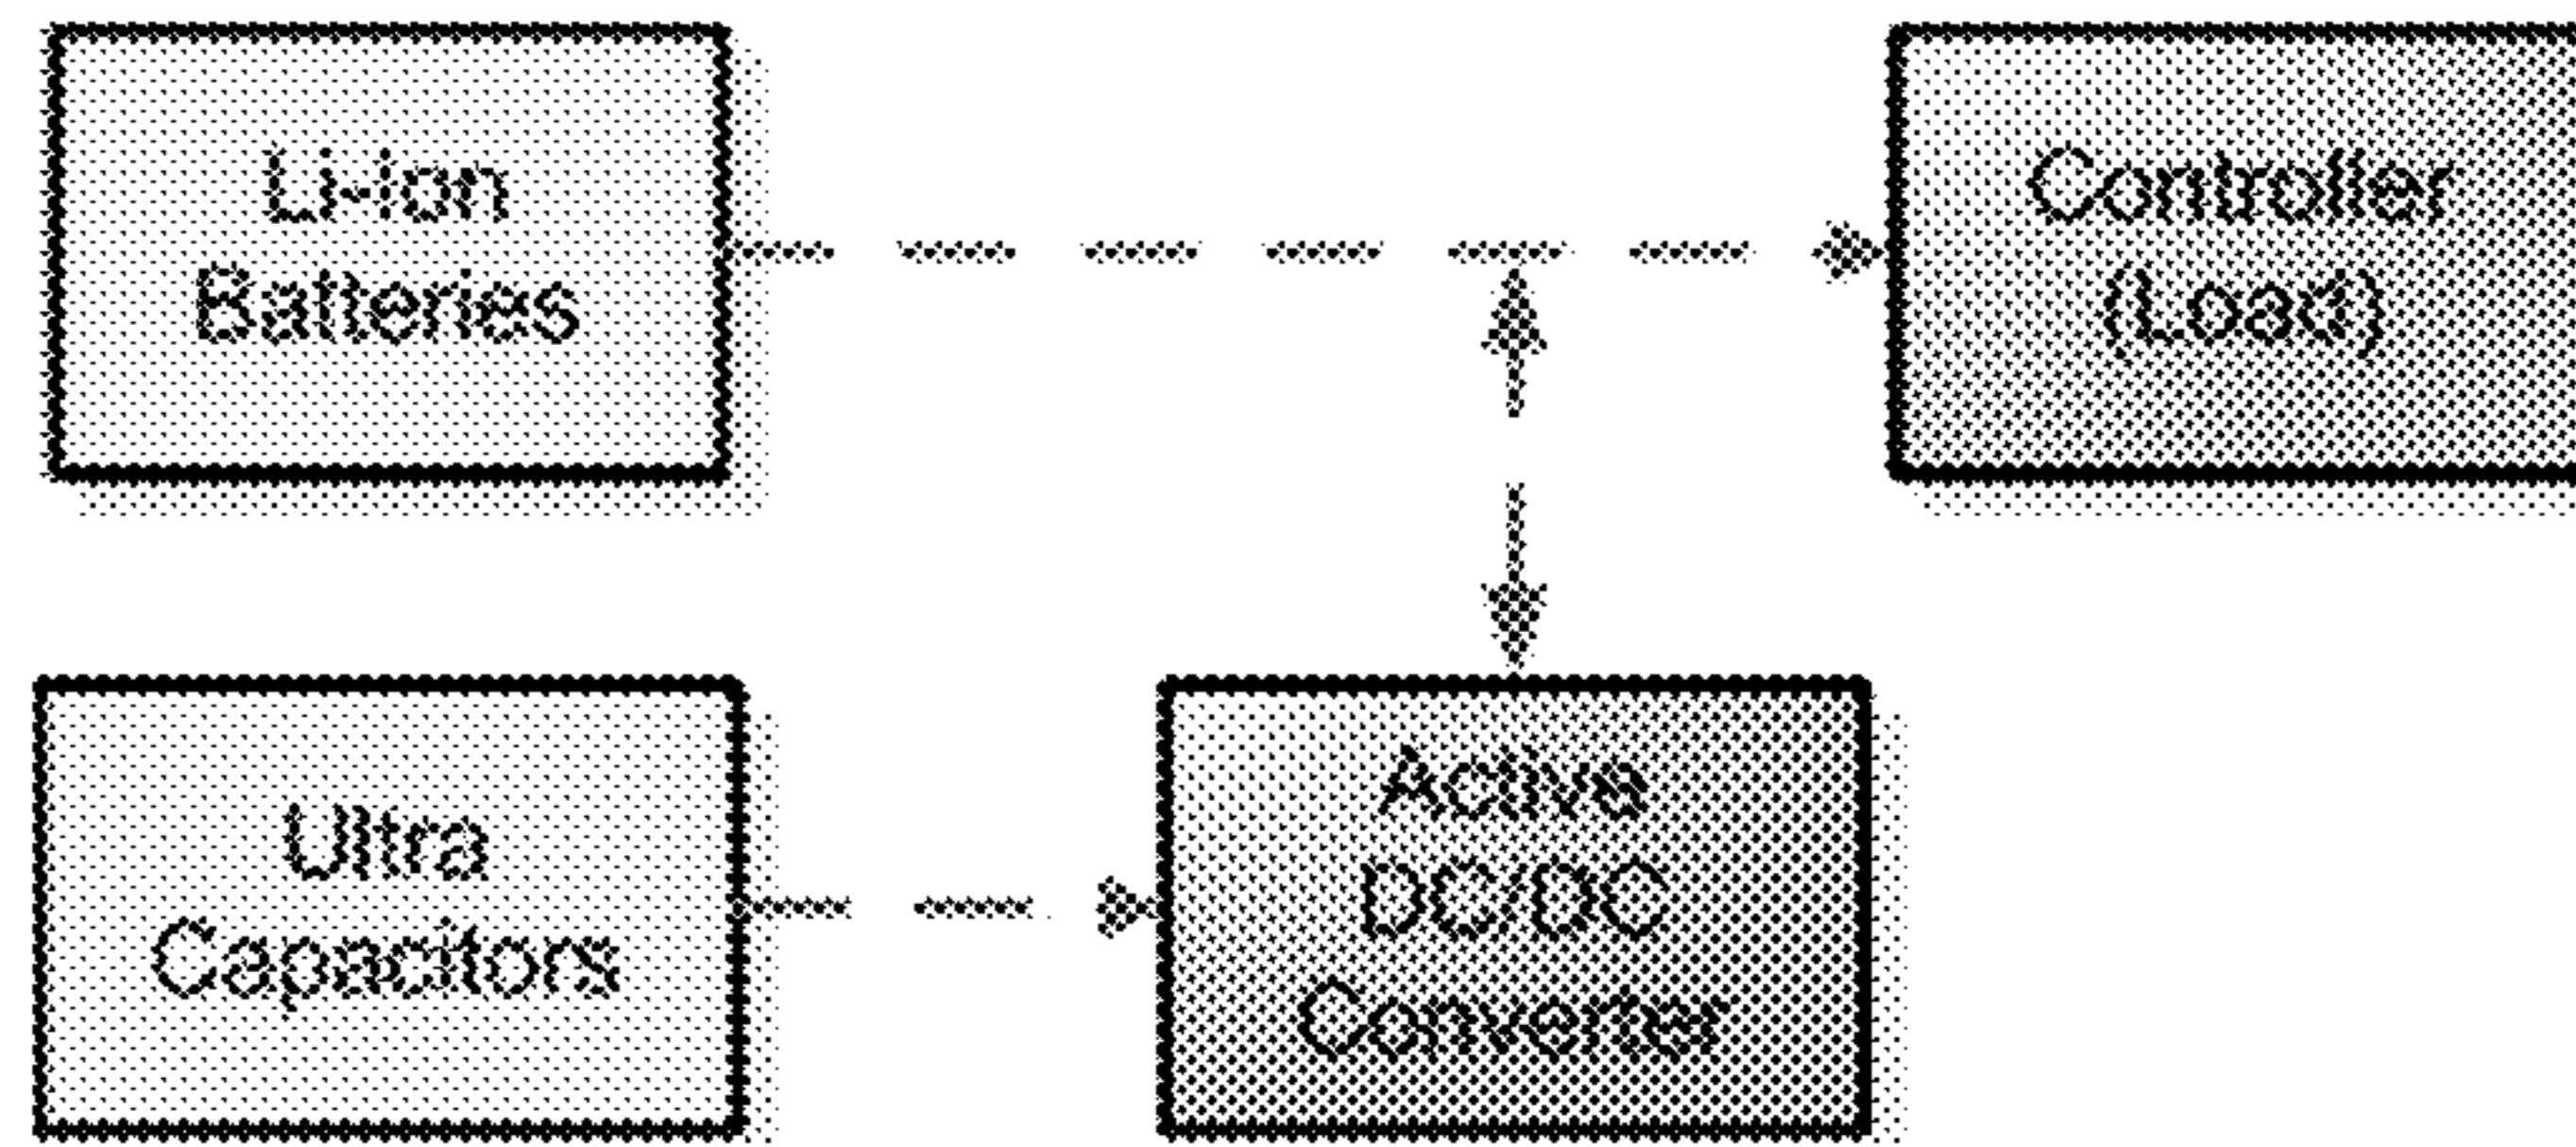 Li-ion
Batteries
Controller
(Load)
Ultra
Capacitors
Active
DC/DC
Converter